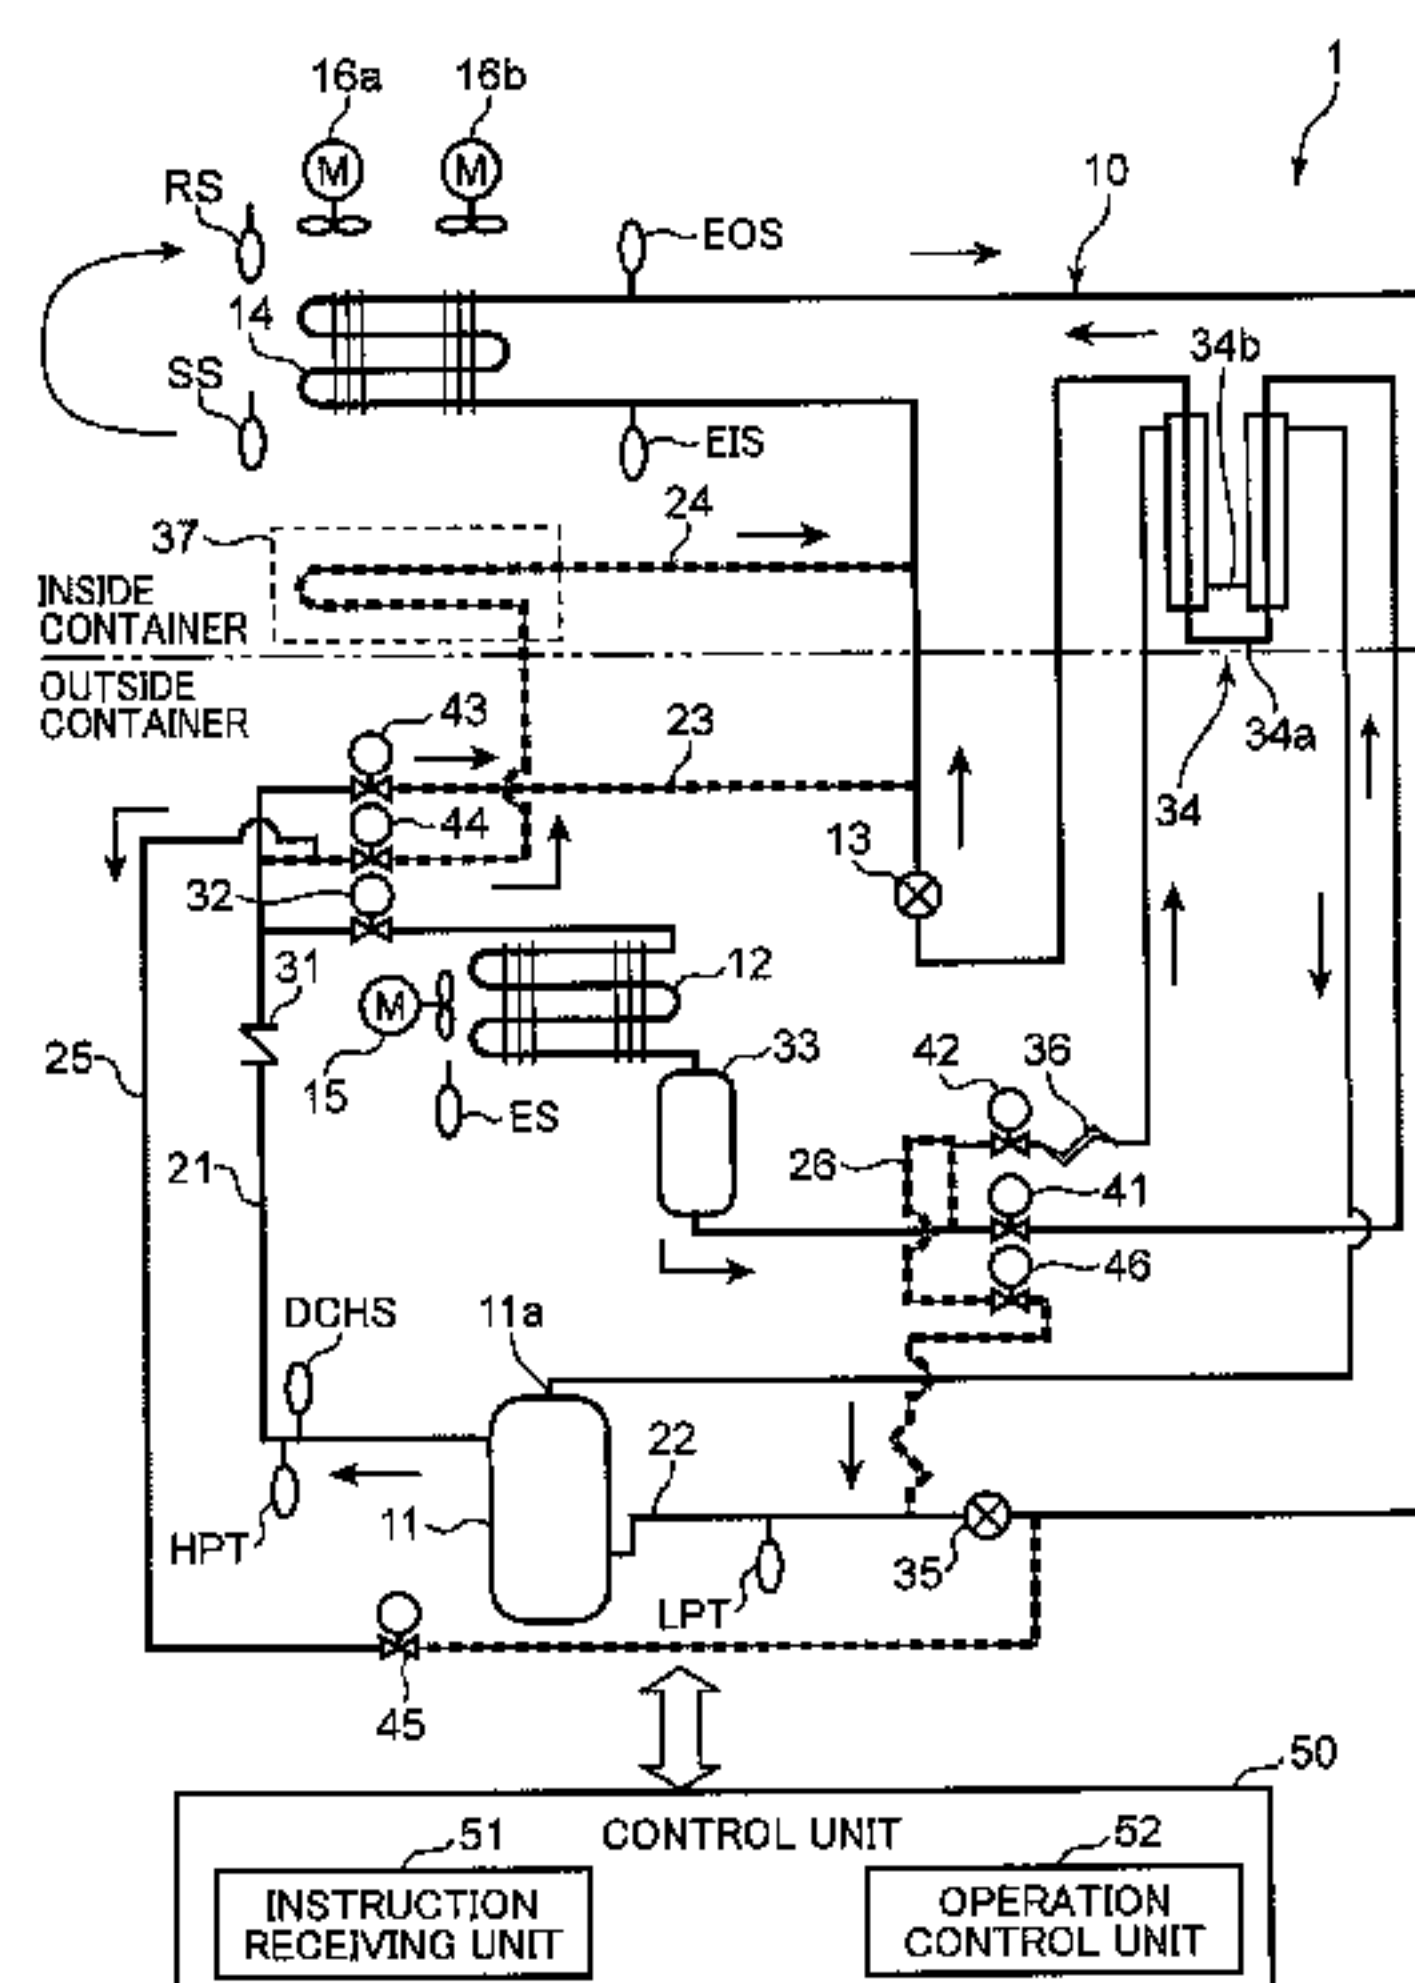 1
16a
16b
M
M
RS
10
EOS
14
34b
SS
EIS
24
37
INSIDE
CONTAINER
OUTSIDE
CONTAINER
43
23
34a
34
44
13
32
31
12
M
33
42
36
25
15
ES
21
26
41
46
DCHS
11a
22
11
HPT
35
LPT
45
50
51
CONTROL UNIT
52
INSTRUCTION
RECEIVING UNIT
OPERATION
CONTROL UNIT